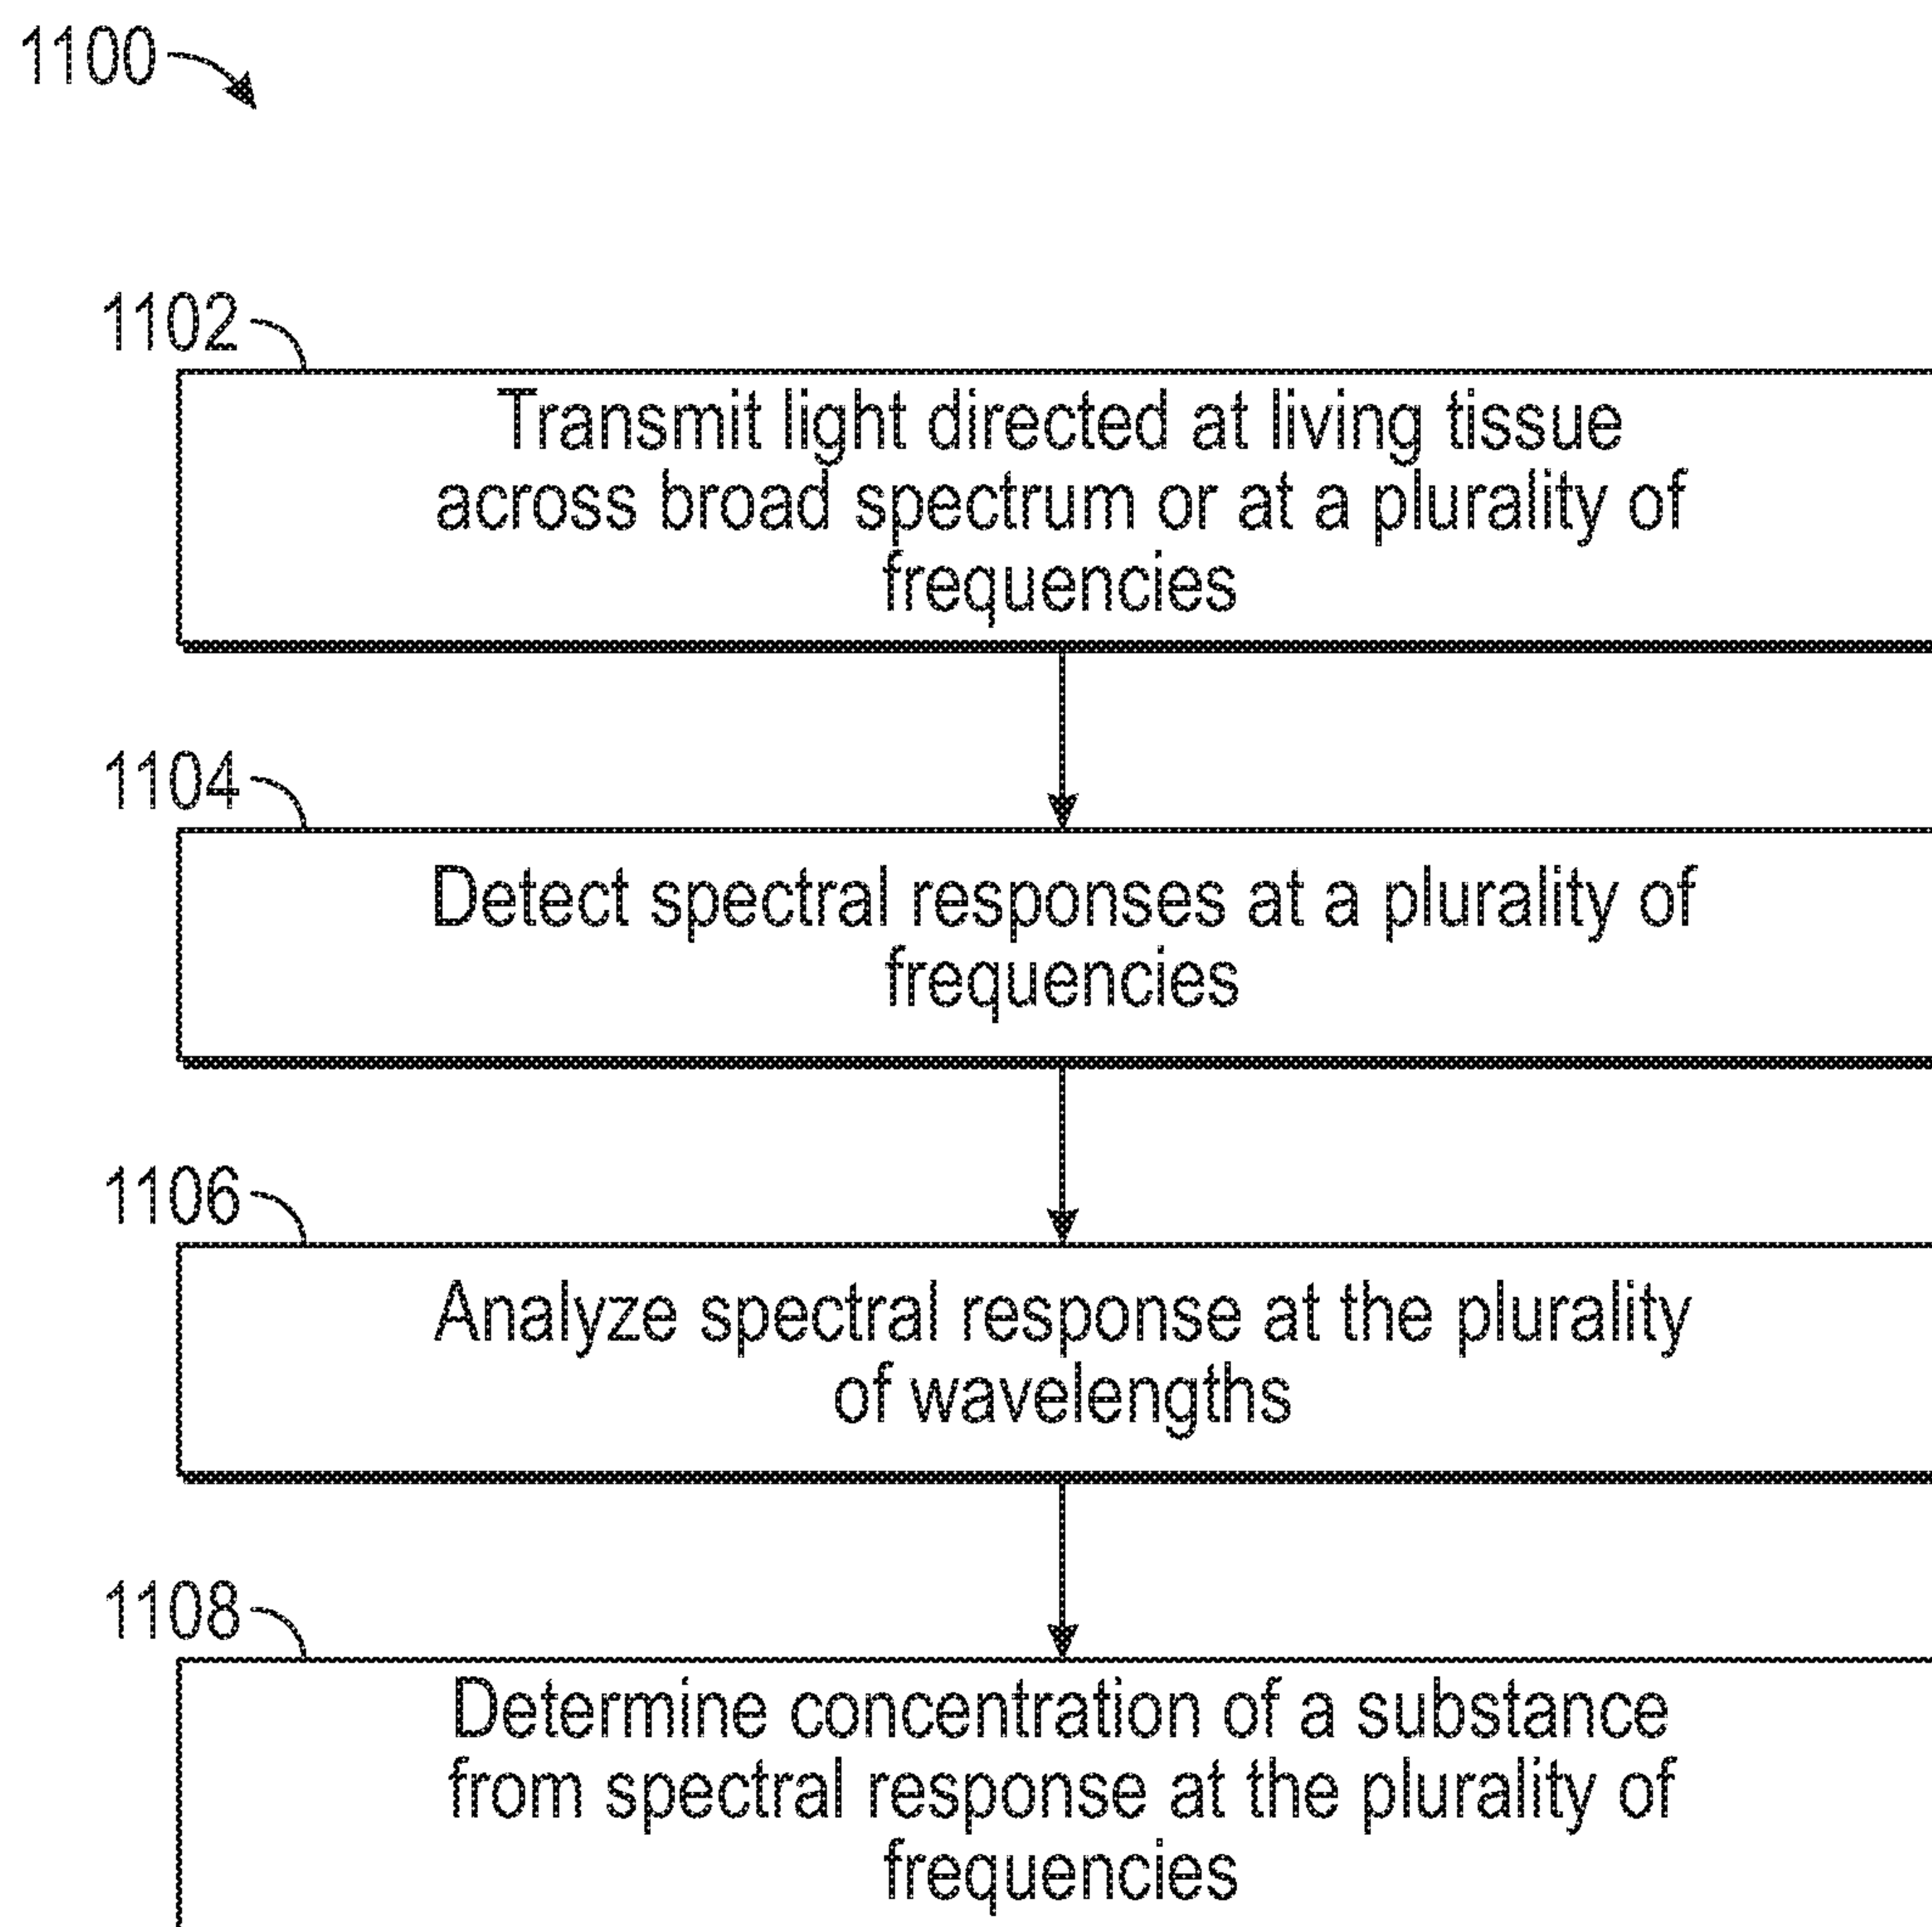 1100
1102
Transmit light directed at living tissue
across broad spectrum or at a plurality of
frequencies
1104
Detect spectral responses at a plurality of
frequencies
1106
Analyze spectral response at the plurality
of wavelengths
1108
Determine concentration of a substance
from spectral response at the plurality of
frequencies